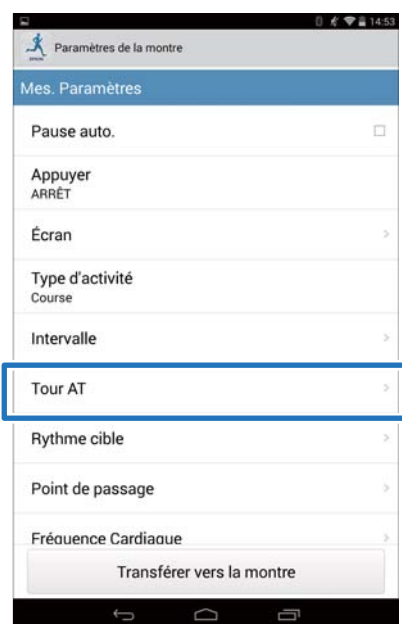 14:53
EPSON
Paramètres de la montre
Mes. Paramètres
Pause auto.
Appuyer
ARRÊT
Écran
Type d'activité
Course
Intervalle
Tour AT
Rythme cible
Point de passage
Fréquence Cardiaque
Transférer vers la montre